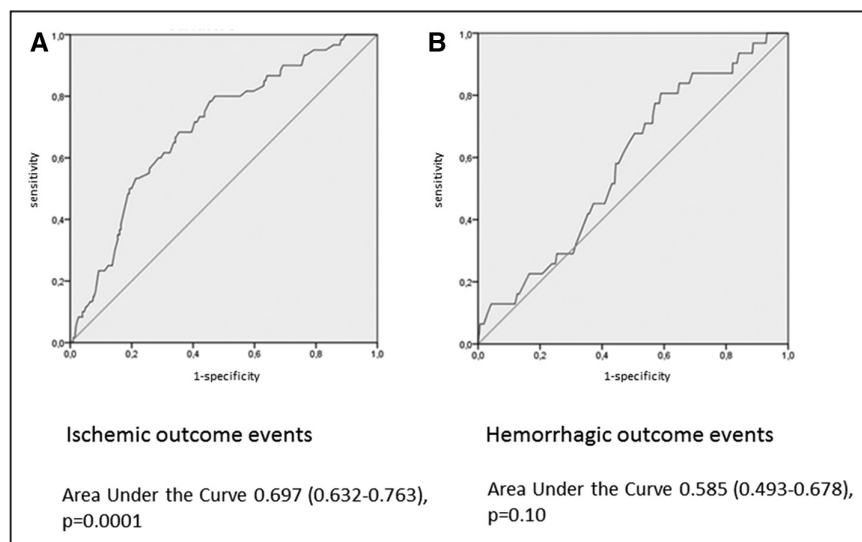 A
1,0
0,8
0,6
0,4
0,2
0,0
sensitivity
0,0 0,2 0,4 0,6 0,8 1,0
1-specificity
Ischemic outcome events
Area Under the Curve 0.697 (0.632-0.763),
p=0.0001
B
1,0
0,8
0,6
0,4
0,2
0,0
sensitivity
0,0 0,2 0,4 0,6 0,8 1,0
1-specificity
Hemorrhagic outcome events
Area Under the Curve 0.585 (0.493-0.678),
p=0.10